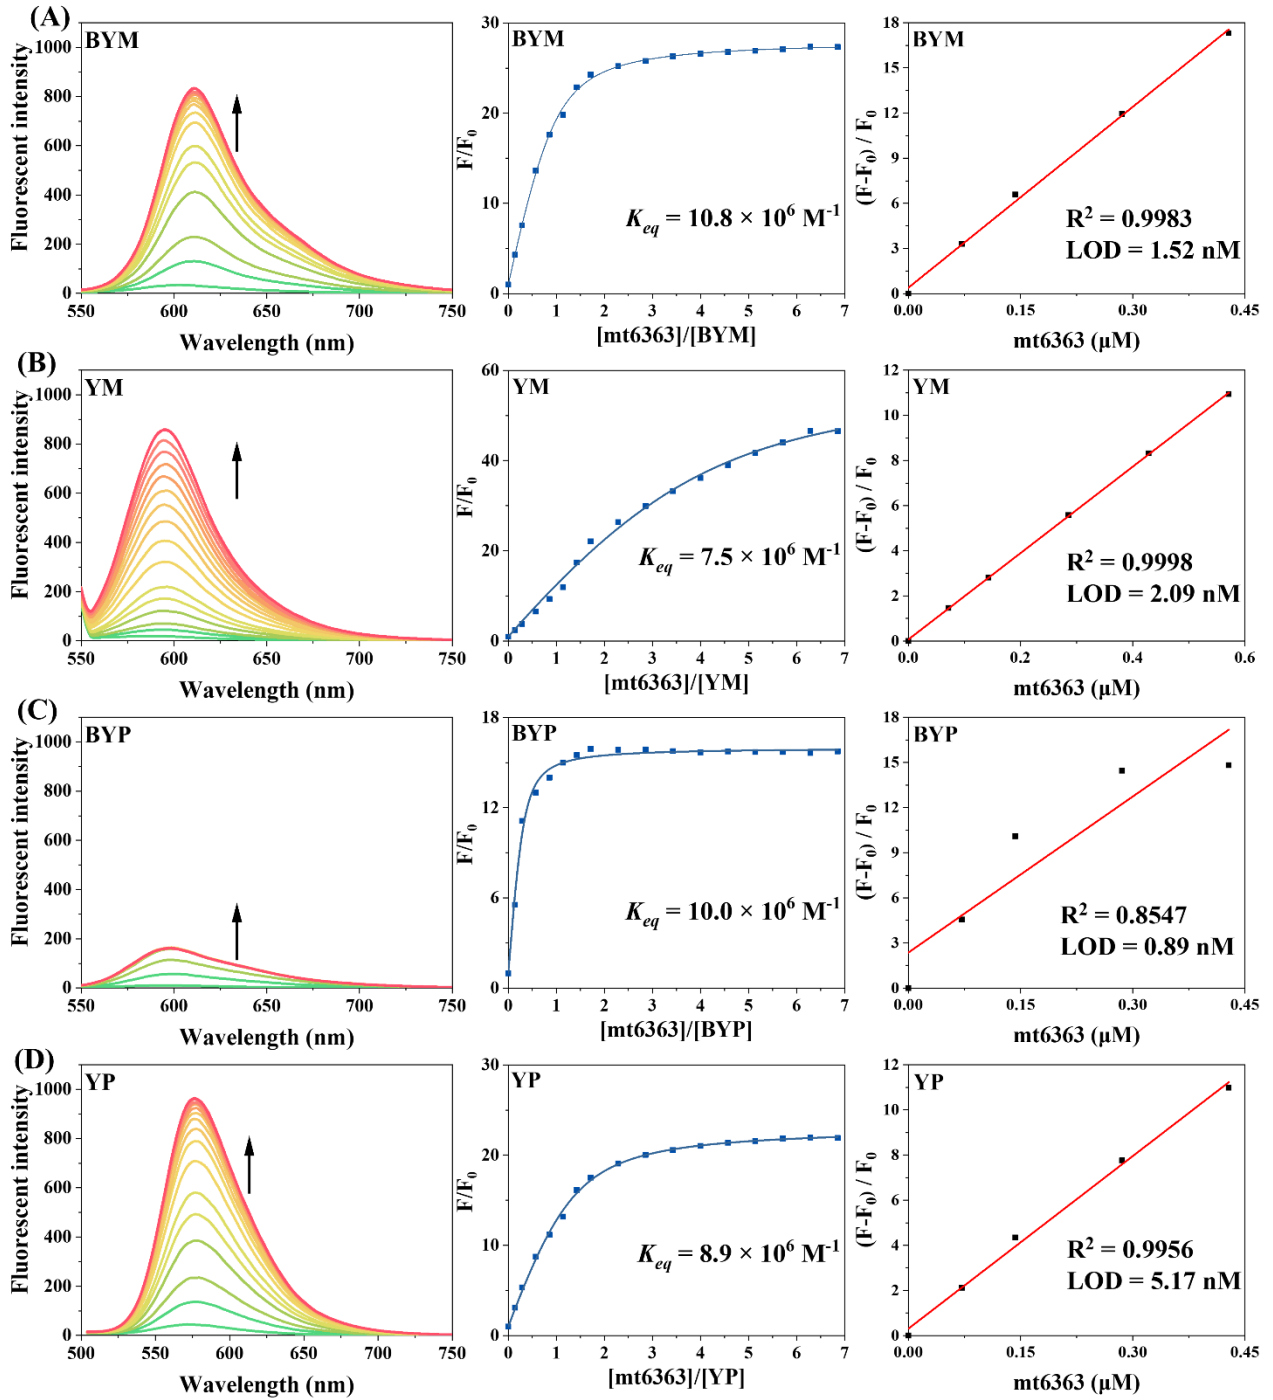 (A)
BYM
Fluorescent intensity
1000
800
600
400
200
0
550 600 650 700 750
Wavelength (nm)
BYM
F/F0
30
20
10
0
Keq = 10.8 × 10^6 M^-1
0 1 2 3 4 5 6 7
[mt6363]/[BYM]
BYM
(F-F0) / F0
18
15
12
9
6
3
0
R^2 = 0.9983
LOD = 1.52 nM
0.00 0.15 0.30 0.45
mt6363 (μM)
(B)
YM
Fluorescent intensity
1000
800
600
400
200
0
550 600 650 700 750
Wavelength (nm)
YM
F/F0
60
40
20
0
Keq = 7.5 × 10^6 M^-1
0 1 2 3 4 5 6 7
[mt6363]/[YM]
YM
(F-F0) / F0
12
10
8
6
4
2
0
R^2 = 0.9998
LOD = 2.09 nM
0.0 0.2 0.4 0.6
mt6363 (μM)
(C)
BYP
Fluorescent intensity
1000
800
600
400
200
0
550 600 650 700 750
Wavelength (nm)
BYP
F/F0
18
12
6
0
Keq = 10.0 × 10^6 M^-1
0 1 2 3 4 5 6 7
[mt6363]/[BYP]
BYP
(F-F0) / F0
18
15
12
9
6
3
0
R^2 = 0.8547
LOD = 0.89 nM
0.00 0.15 0.30 0.45
mt6363 (μM)
(D)
YP
Fluorescent intensity
1000
800
600
400
200
0
500 550 600 650 700 750
Wavelength (nm)
YP
F/F0
30
20
10
0
Keq = 8.9 × 10^6 M^-1
0 1 2 3 4 5 6 7
[mt6363]/[YP]
YP
(F-F0) / F0
12
10
8
6
4
2
0
R^2 = 0.9956
LOD = 5.17 nM
0.00 0.15 0.30 0.45
mt6363 (μM)